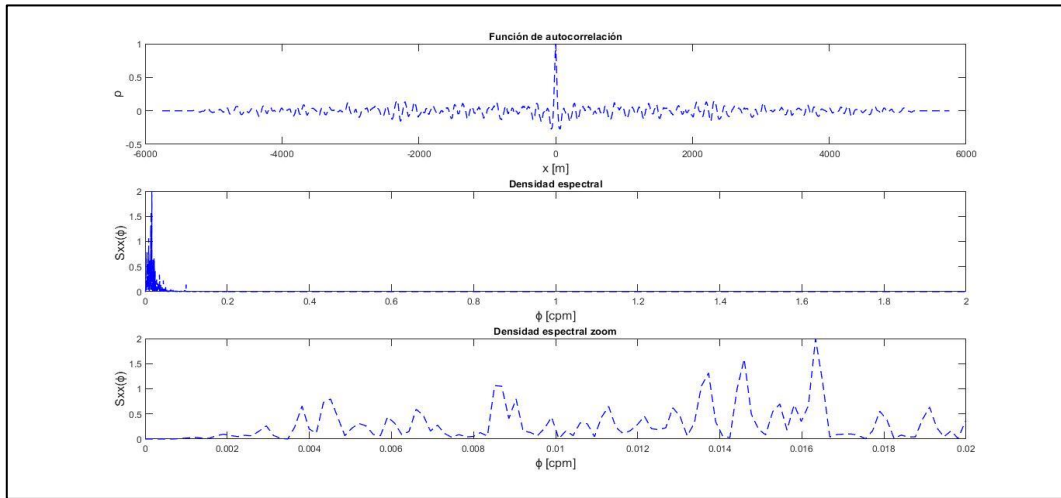 Función de autocorrelación
1
0.5
0
-0.5
ρ
-6000 -4000 -2000 0 2000 4000 6000
x [m]
Densidad espectral
2
1.5
1
0.5
0
Sxx(ϕ)
0 0.2 0.4 0.6 0.8 1 1.2 1.4 1.6 1.8 2
ϕ [cpm]
Densidad espectral zoom
2
1.5
1
0.5
0
Sxx(ϕ)
0 0.002 0.004 0.006 0.008 0.01 0.012 0.014 0.016 0.018 0.02
ϕ [cpm]